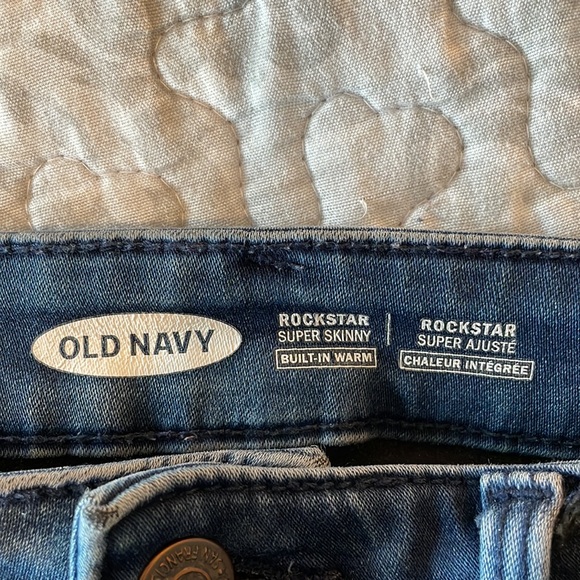 OLD NAVY
ROCKSTAR
SUPER SKINNY
BUILT-IN WARM
ROCKSTAR
SUPER AJUSTÉ
CHALEUR INTÉGRÉE